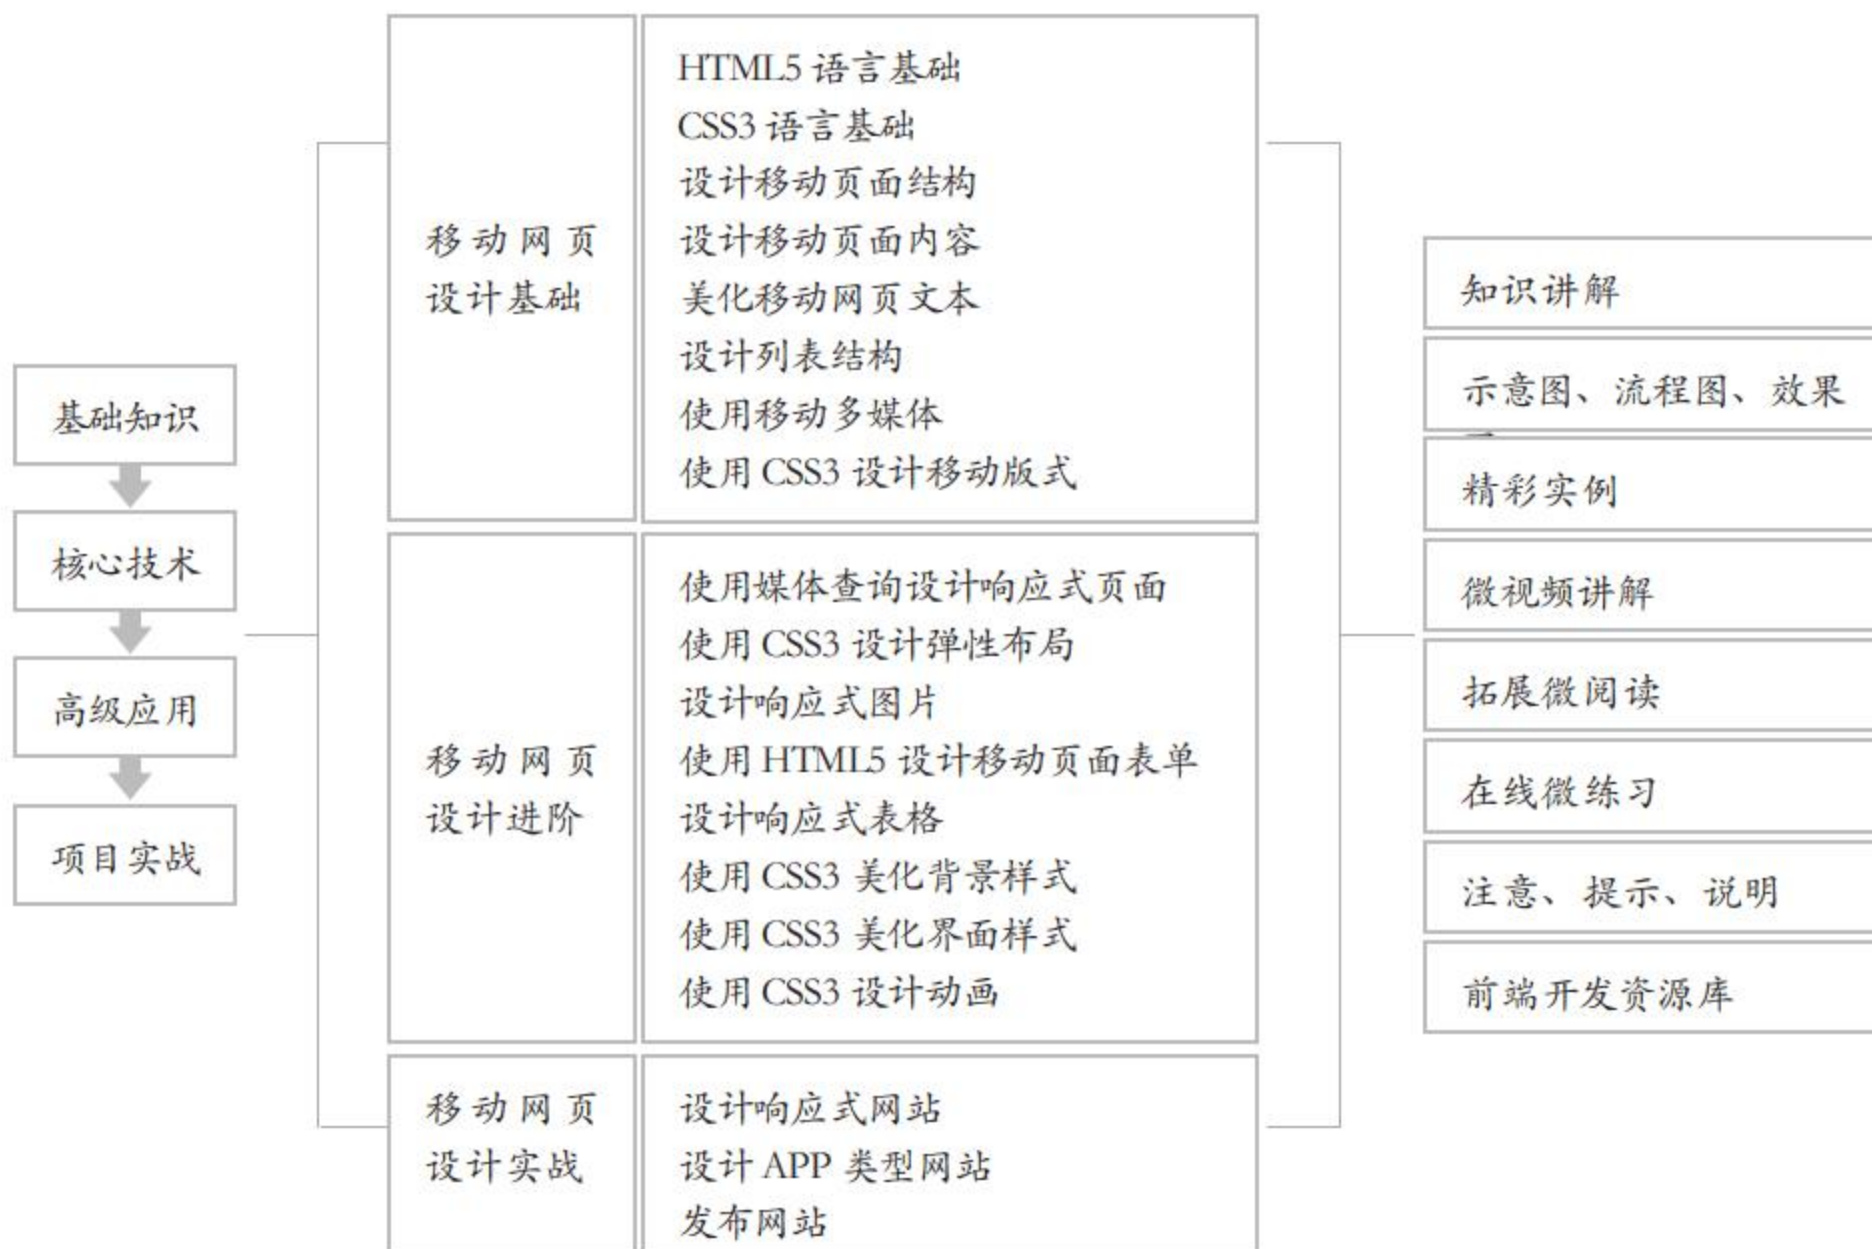 基础知识
核心技术
高级应用
项目实战
移动网页
设计基础
HTML5 语言基础
CSS3 语言基础
设计移动页面结构
设计移动页面内容
美化移动网页文本
设计列表结构
使用移动多媒体
使用 CSS3 设计移动版式
移动网页
设计进阶
使用媒体查询设计响应式页面
使用 CSS3 设计弹性布局
设计响应式图片
使用 HTML5 设计移动页面表单
设计响应式表格
使用 CSS3 美化背景样式
使用 CSS3 美化界面样式
使用 CSS3 设计动画
移动网页
设计实战
设计响应式网站
设计 APP 类型网站
发布网站
知识讲解
示意图、流程图、效果
精彩实例
微视频讲解
拓展微阅读
在线微练习
注意、提示、说明
前端开发资源库